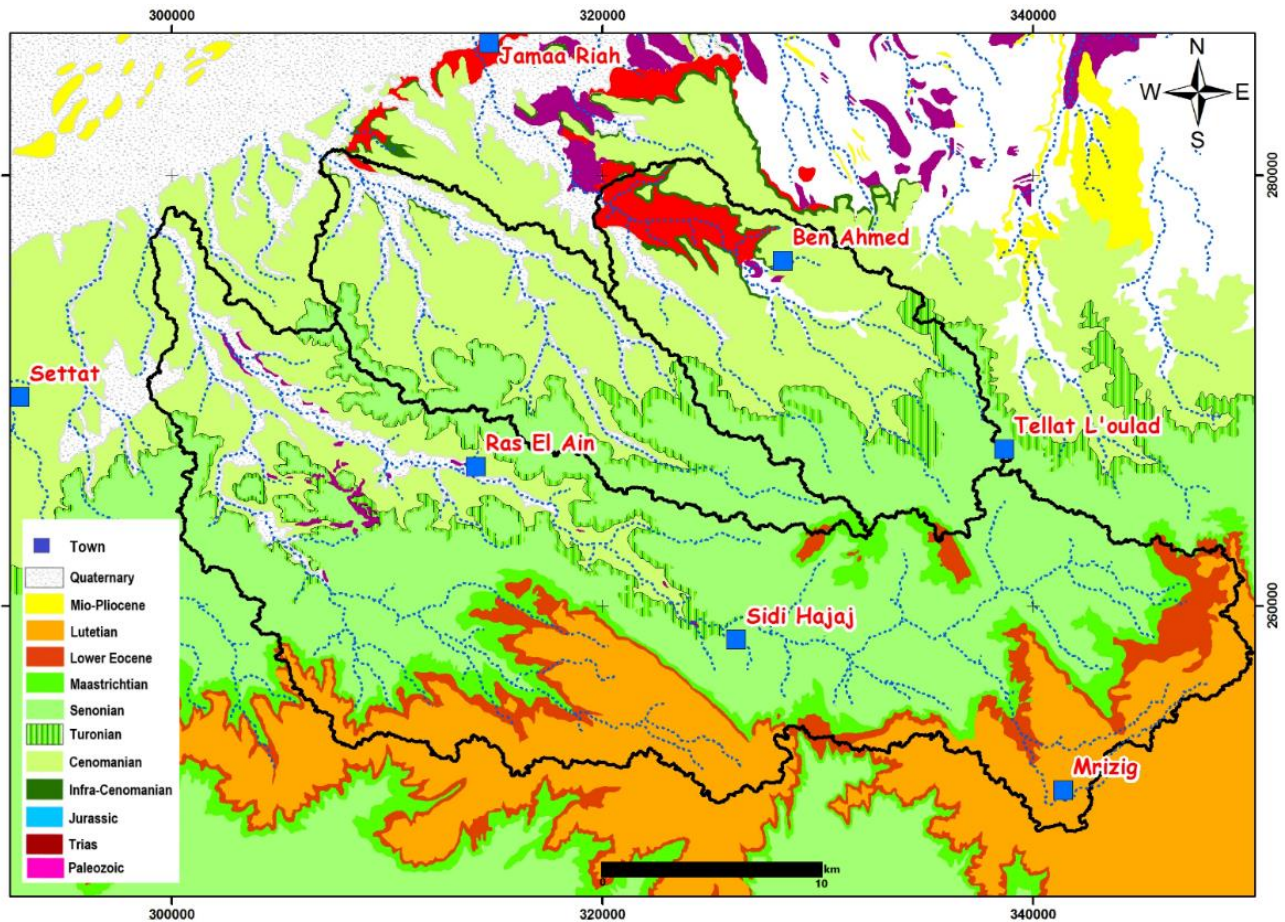 300000 320000 340000
Jamaa Riah
N
W E
S
280000 280000
Ben Ahmed
Settat
Tellat L'oulad
Ras El Ain
Town
Quaternary
Mio-Pliocene
Lutetian
Lower Eocene
Maastrichtian
Senonian
Turonian
Cenomanian
Infra-Cenomanian
Jurassic
Trias
Paleozoic
260000
Sidi Hajaj
Mrizig
km
10
300000 320000 340000